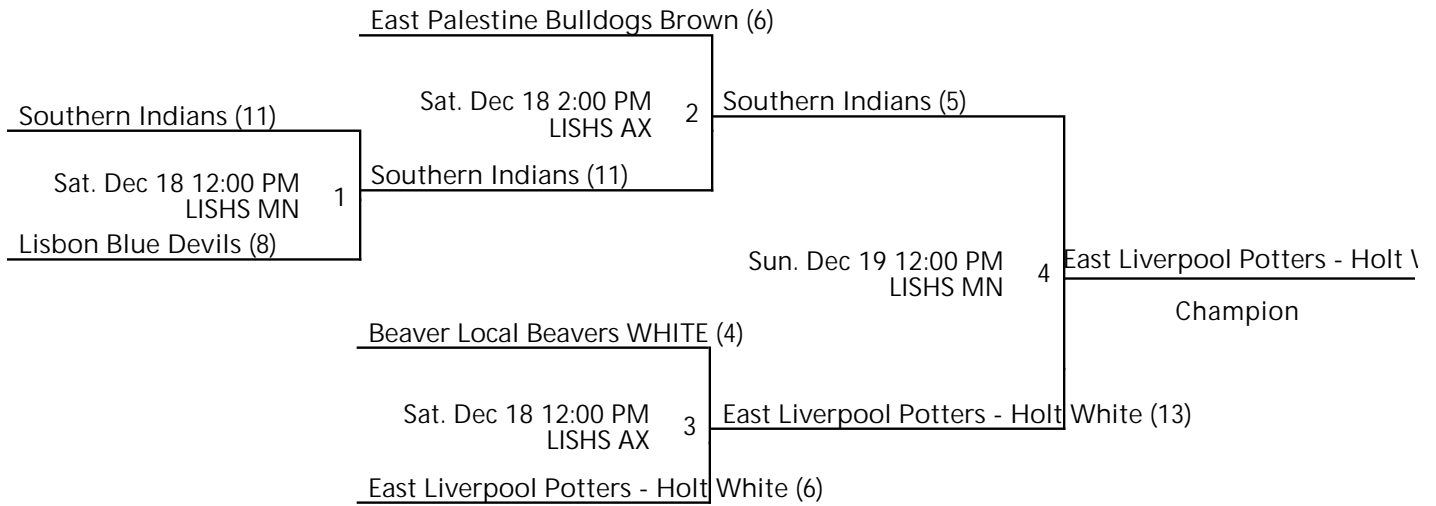 East Palestine Bulldogs Brown (6)
Sat. Dec 18 2:00 PM
LISHS AX
2
Southern Indians (5)
Southern Indians (11)
Sat. Dec 18 12:00 PM
LISHS MN
1
Southern Indians (11)
Lisbon Blue Devils (8)
Sun. Dec 19 12:00 PM
LISHS MN
4
East Liverpool Potters - Holt
Champion
Beaver Local Beavers WHITE (4)
Sat. Dec 18 12:00 PM
LISHS AX
3
East Liverpool Potters - Holt White (13)
East Liverpool Potters - Holt White (6)